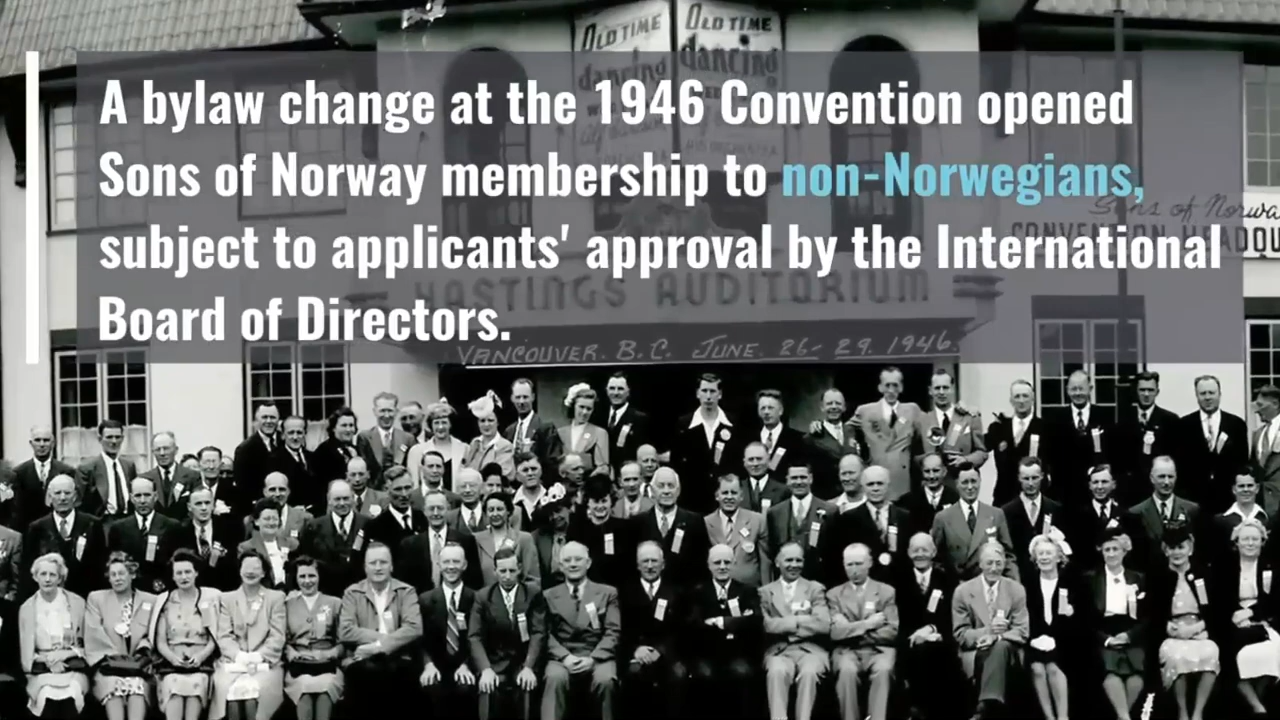 OLD TIME OLD TIME
dancing dancing
A bylaw change at the 1946 Convention opened
Sons of Norway membership to non-Norwegians,
subject to applicants' approval by the International
Board of Directors.
Sons of Norwa
CONVENTION HEADQU
HASTINGS AUDITORIUM
VANCOUVER. B.C. JUNE. 26-29. 1946.